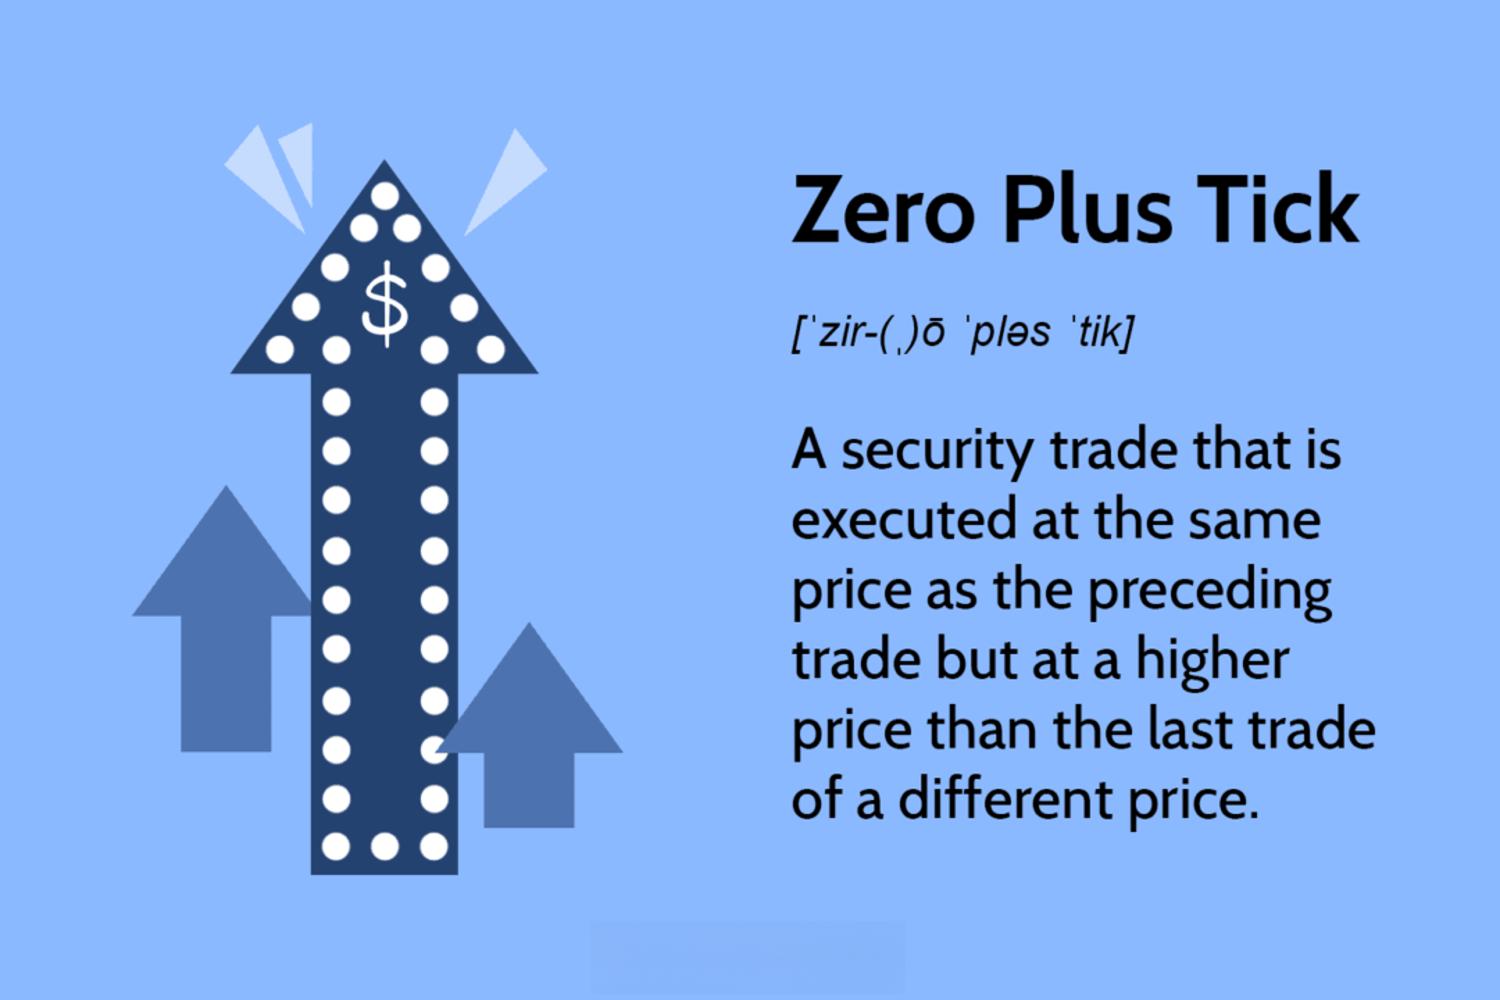 $
Zero Plus Tick
[ˈzir-(ˌ)ō ˈpləs ˈtik]
A security trade that is
executed at the same
price as the preceding
trade but at a higher
price than the last trade
of a different price.